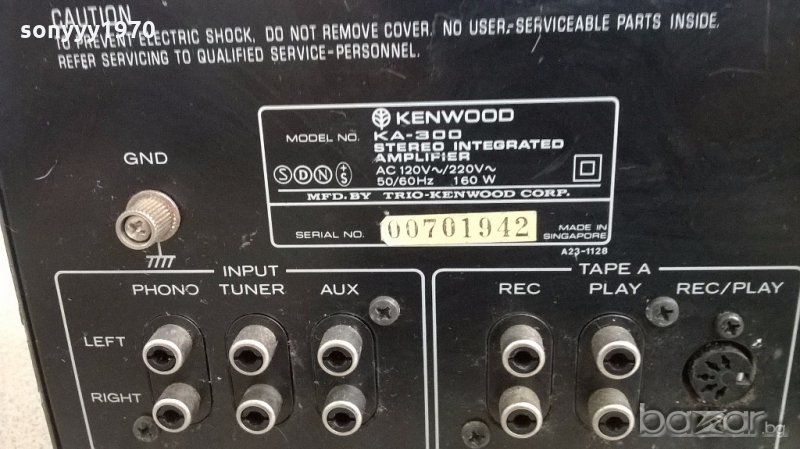 CAUTION
sonyyy1970
TO PREVENT ELECTRIC SHOCK, DO NOT REMOVE COVER. NO USER-SERVICEABLE PARTS INSIDE.
REFER SERVICING TO QUALIFIED SERVICE-PERSONNEL.
KENWOOD
MODEL NO. KA-300
STEREO INTEGRATED
AMPLIFIER
S D N +S
AC 120V~/220V~
50/60Hz 160 W
MFD. BY TRIO-KENWOOD CORP.
SERIAL NO. 00701942 MADE IN
SINGAPORE
A23-1128
GND
INPUT
PHONO TUNER AUX
LEFT
RIGHT
TAPE A
REC PLAY REC/PLAY
bazar.bg